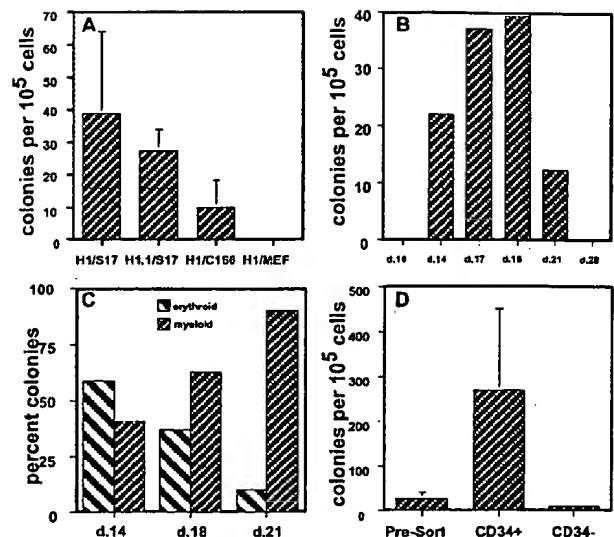 A
colonies per 10⁵ cells
70
60
50
40
30
20
10
0
H1/S17 H1.1/S17 H1/C166 H1/MEF
B
colonies per 10⁵ cells
40
30
20
10
0
d.10 d.14 d.17 d.18 d.21 d.28
C
erythroid
myeloid
percent colonies
100
75
50
25
0
d.14 d.18 d.21
D
colonies per 10⁵ cells
500
400
300
200
100
0
Pre-Sort CD34+ CD34-